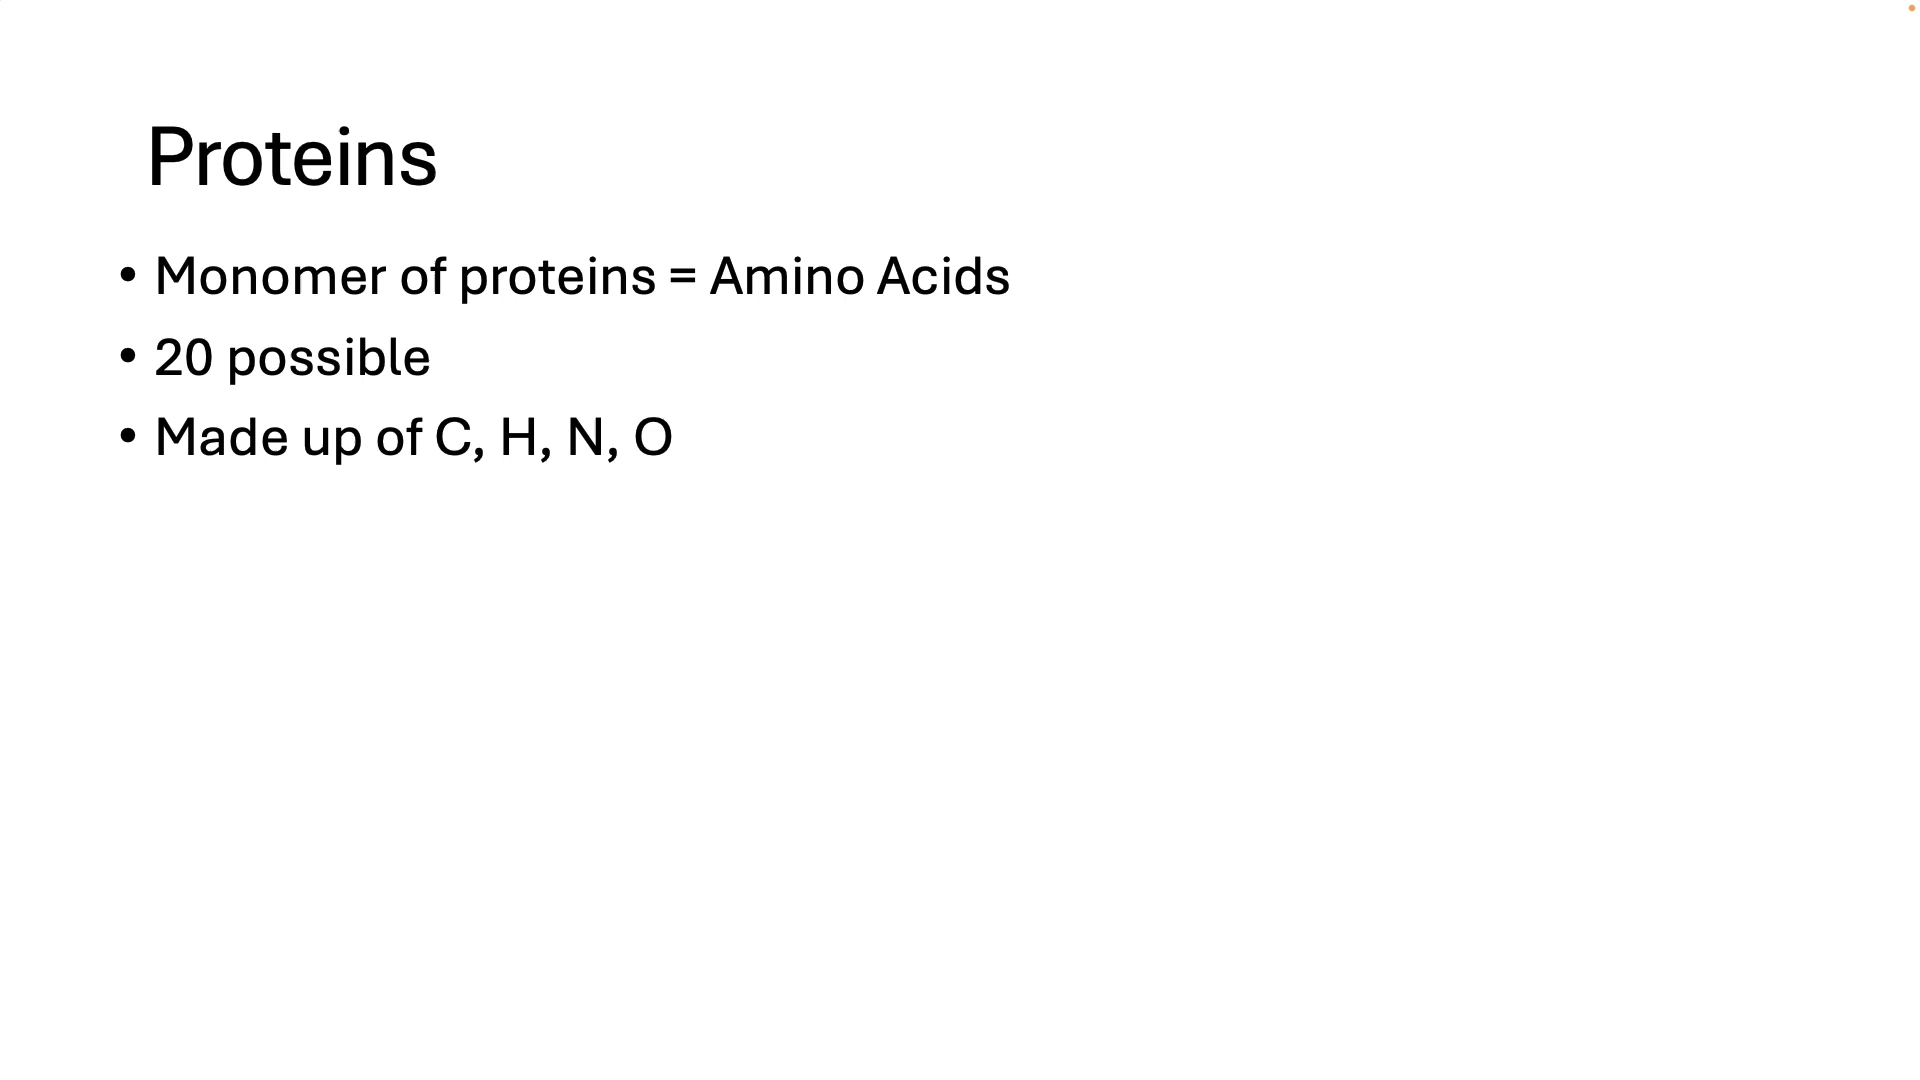 Proteins
• Monomer of proteins = Amino Acids
• 20 possible
• Made up of C, H, N, O